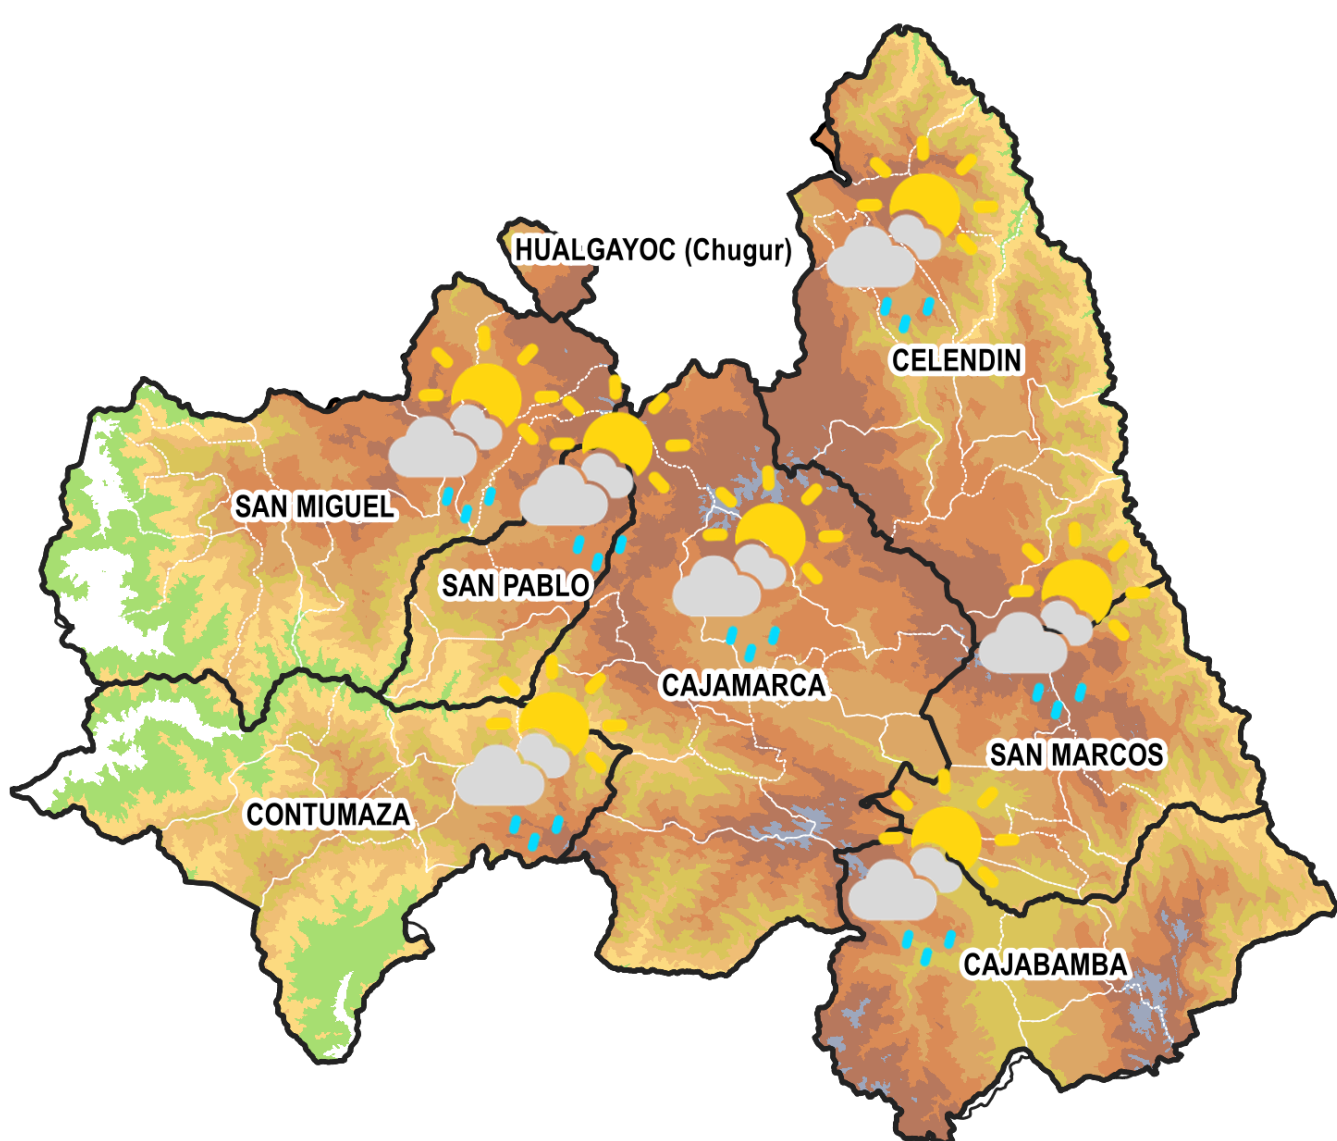 HUALGAYOC (Chugur)
CELENDIN
SAN MIGUEL
SAN PABLO
CAJAMARCA
SAN MARCOS
CONTUMAZA
CAJABAMBA